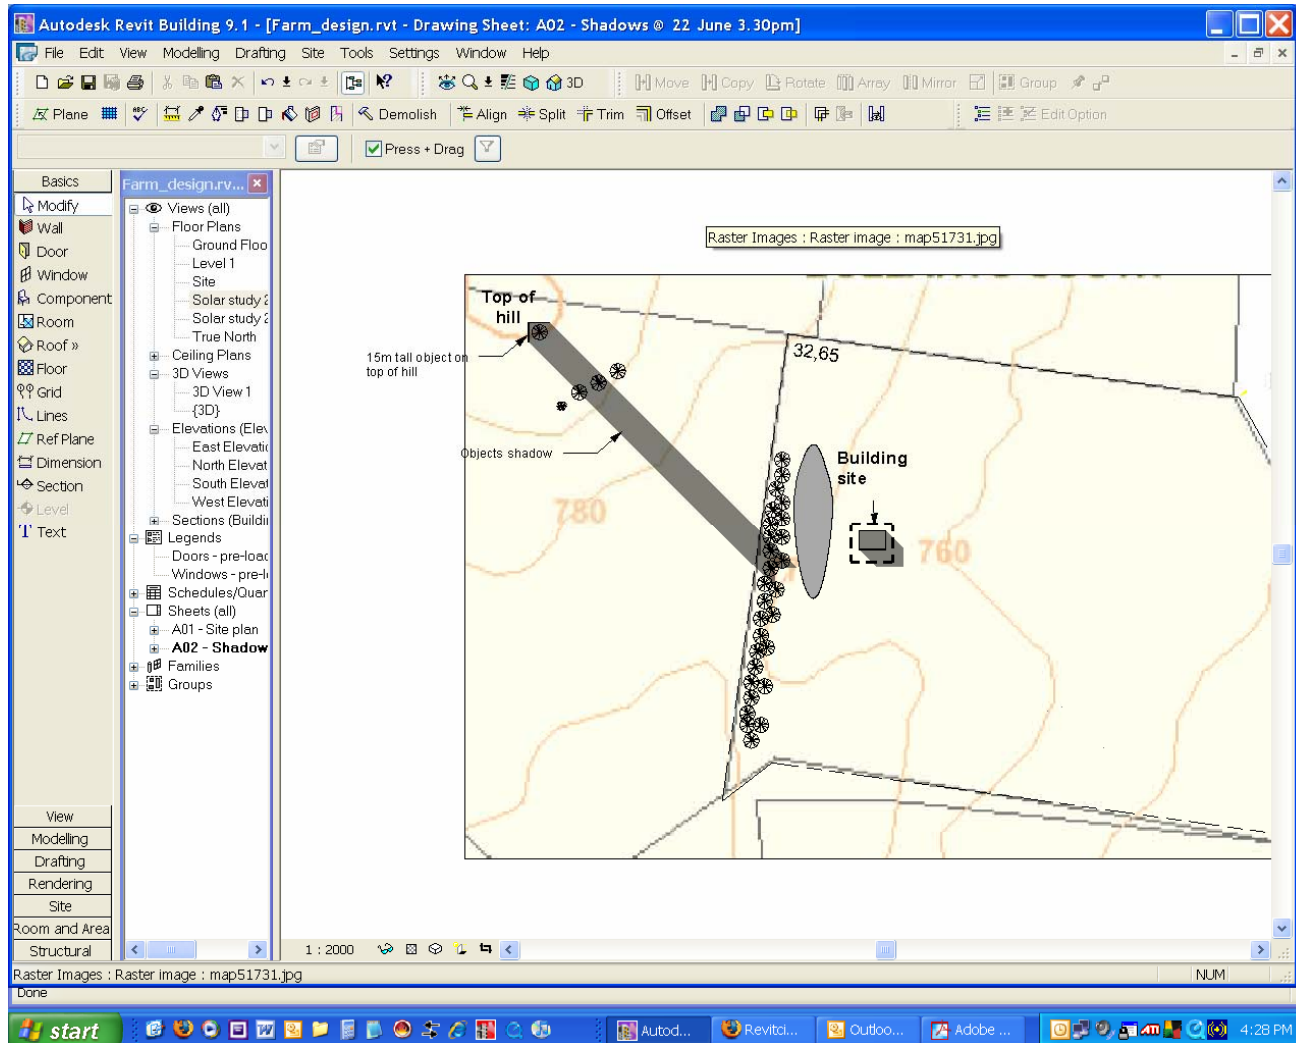 Autodesk Revit Building 9.1 - [Farm_design.rvt - Drawing Sheet: A02 - Shadows @ 22 June 3.30pm]
File Edit View Modelling Drafting Site Tools Settings Window Help
3D Move Copy Rotate Array Mirror Group
Plane Demolish Align Split Trim Offset Edit Option
Press + Drag
Basics
Modify
Wall
Door
Window
Component
Room
Roof »
Floor
Grid
Lines
Ref Plane
Dimension
Section
Level
Text
View
Modelling
Drafting
Rendering
Site
Room and Area
Structural
Farm_design.rv...
Views (all)
Floor Plans
Ground Floo
Level 1
Site
Solar study 2
Solar study 2
True North
Ceiling Plans
3D Views
3D View 1
{3D}
Elevations (Elev
East Elevatio
North Elevat
South Elevat
West Elevati
Sections (Buildin
Legends
Doors - pre-load
Windows - pre-l
Schedules/Quar
Sheets (all)
A01 - Site plan
A02 - Shadow
Families
Groups
Raster Images : Raster image : map51731.jpg
Top of
hill
15m tall object on
top of hill
32,65
Objects shadow
Building
site
780
760
1 : 2000
Raster Images : Raster image : map51731.jpg NUM
Done
start Autod... Revitci... Outloo... Adobe ... 4:28 PM